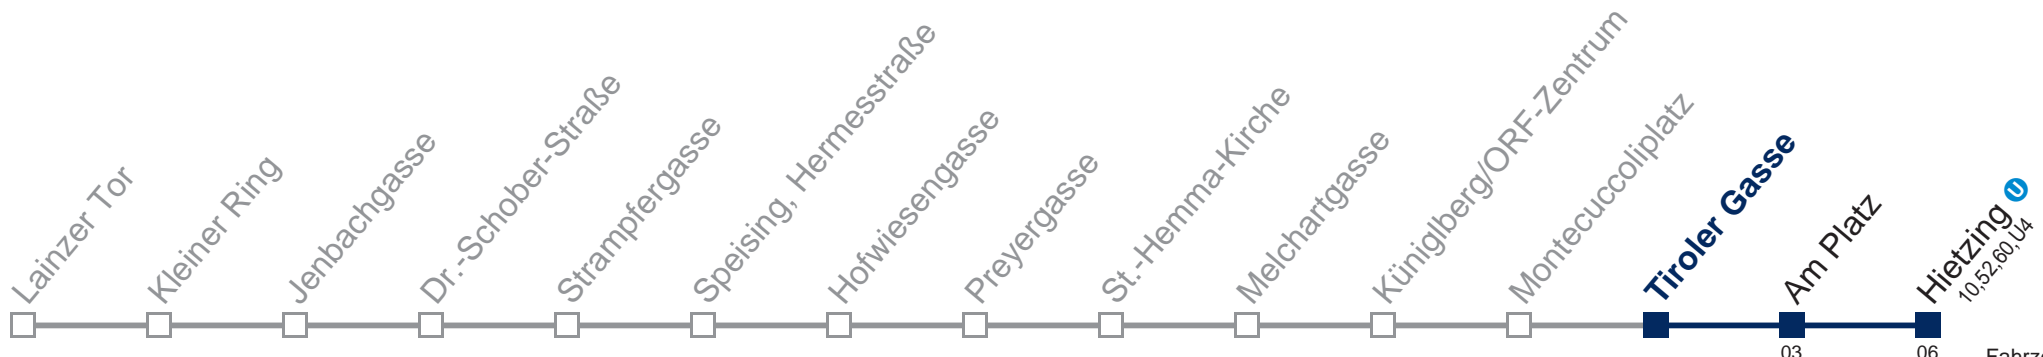 Lainzer Tor
Kleiner Ring
Jenbachgasse
Dr.-Schober-Straße
Strampfergasse
Speising, Hermesstraße
Hofwiesengasse
Preyergasse
St.-Hemma-Kirche
Melchartgasse
Küniglberg/ORF-Zentrum
Montecuccoliplatz
Tiroler Gasse
Am Platz
Hietzing U
10,52,60,U4
03
06